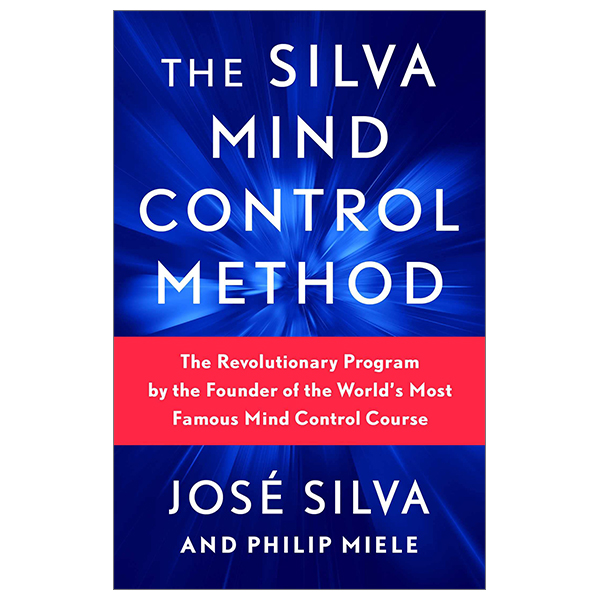 THE SILVA
MIND
CONTROL
METHOD
The Revolutionary Program
by the Founder of the World's Most
Famous Mind Control Course
JOSÉ SILVA
AND PHILIP MIELE